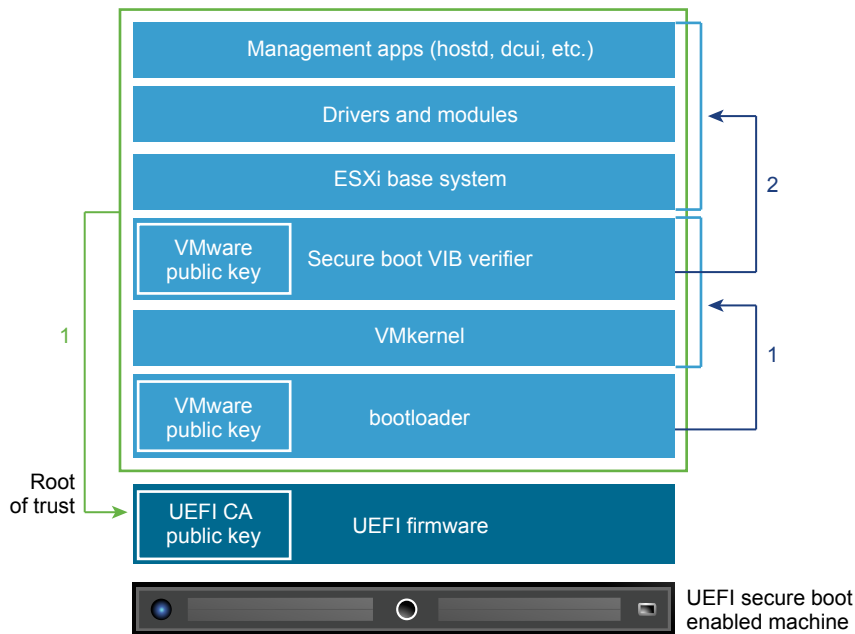 Management apps (hostd, dcui, etc.)
Drivers and modules
2
ESXi base system
VMware
public key
Secure boot VIB verifier
1
VMkernel
1
VMware
public key
bootloader
Root
of trust
UEFI CA
public key
UEFI firmware
UEFI secure boot
enabled machine